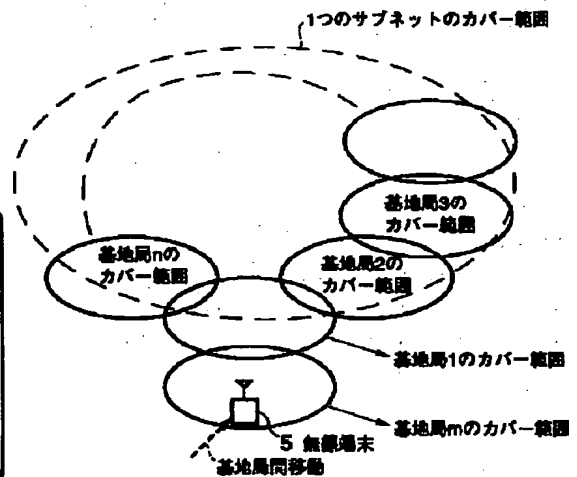 1つのサブネットのカバー範囲
基地局3の
カバー範囲
基地局nの
カバー範囲
基地局2の
カバー範囲
基地局1のカバー範囲
基地局mのカバー範囲
5 無線端末
基地局間移動